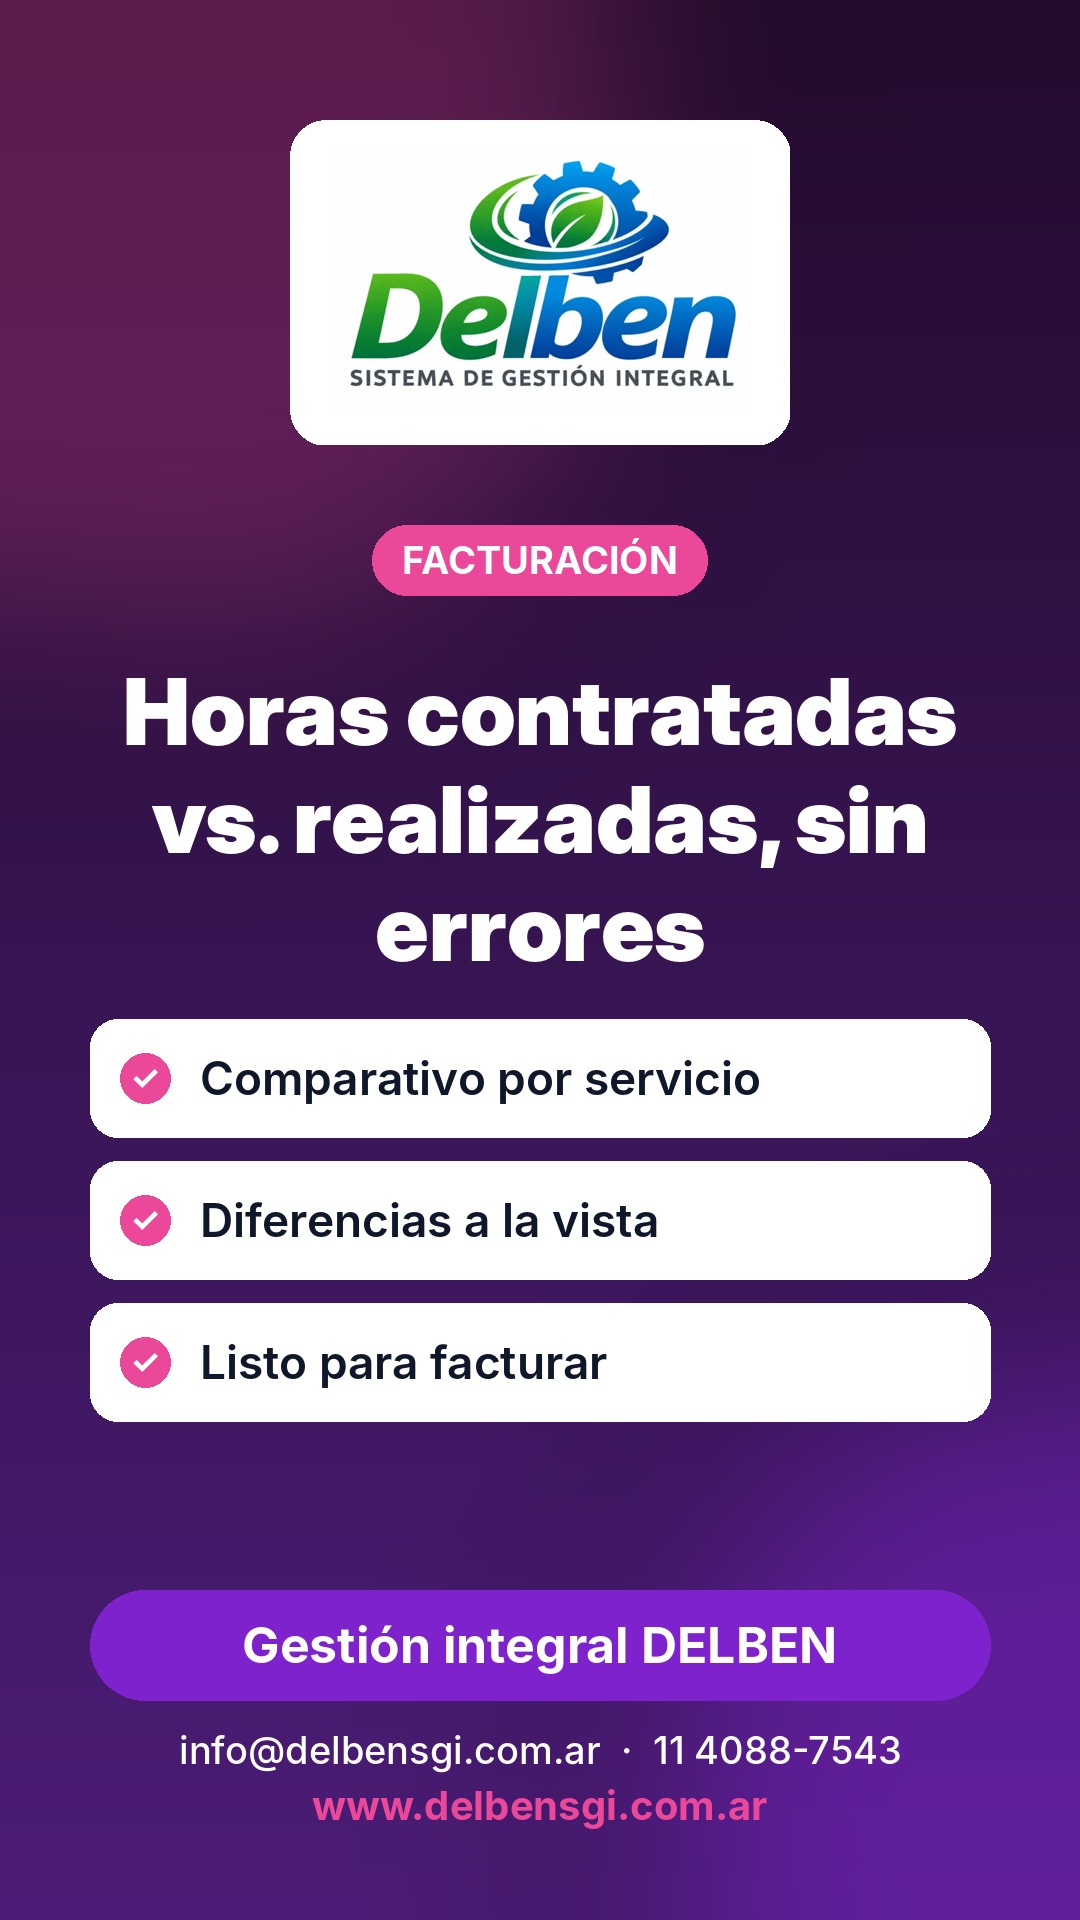 Delben
SISTEMA DE GESTIÓN INTEGRAL
FACTURACIÓN
Horas contratadas
vs. realizadas, sin
errores
Comparativo por servicio
Diferencias a la vista
Listo para facturar
Gestión integral DELBEN
info@delbensgi.com.ar · 11 4088-7543
www.delbensgi.com.ar